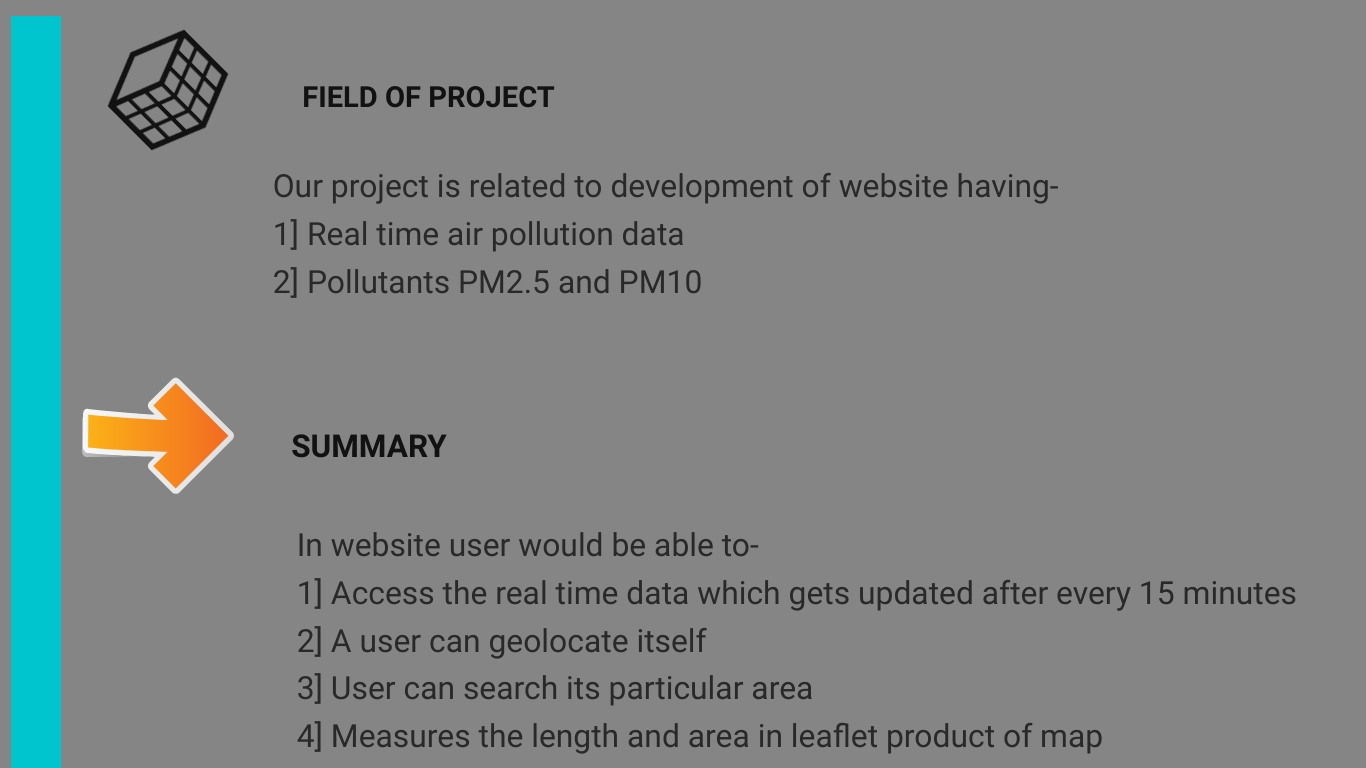 FIELD OF PROJECT
Our project is related to development of website having-
1] Real time air pollution data
2] Pollutants PM2.5 and PM10
SUMMARY
In website user would be able to-
1] Access the real time data which gets updated after every 15 minutes
2] A user can geolocate itself
3] User can search its particular area
4] Measures the length and area in leaflet product of map